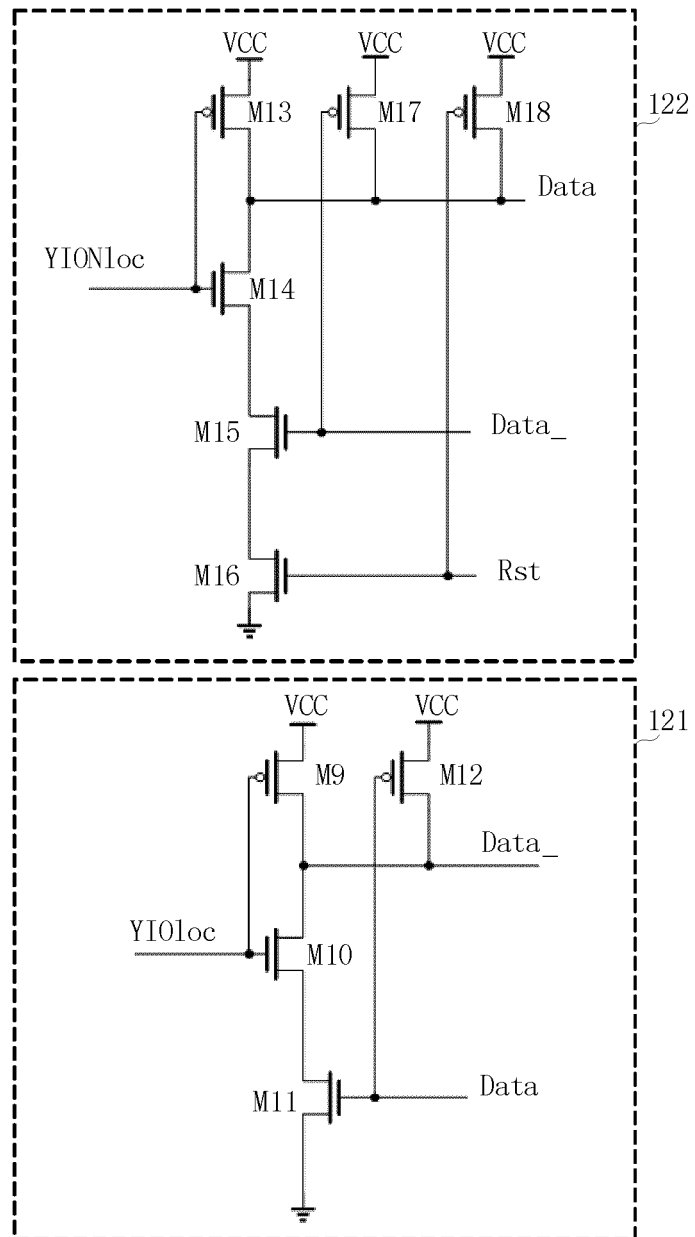 VCC VCC VCC
M13 M17 M18 122
Data
YIONloc
M14
M15 Data_
M16 Rst
VCC VCC 121
M9 M12
Data_
YIOloc
M10
M11 Data